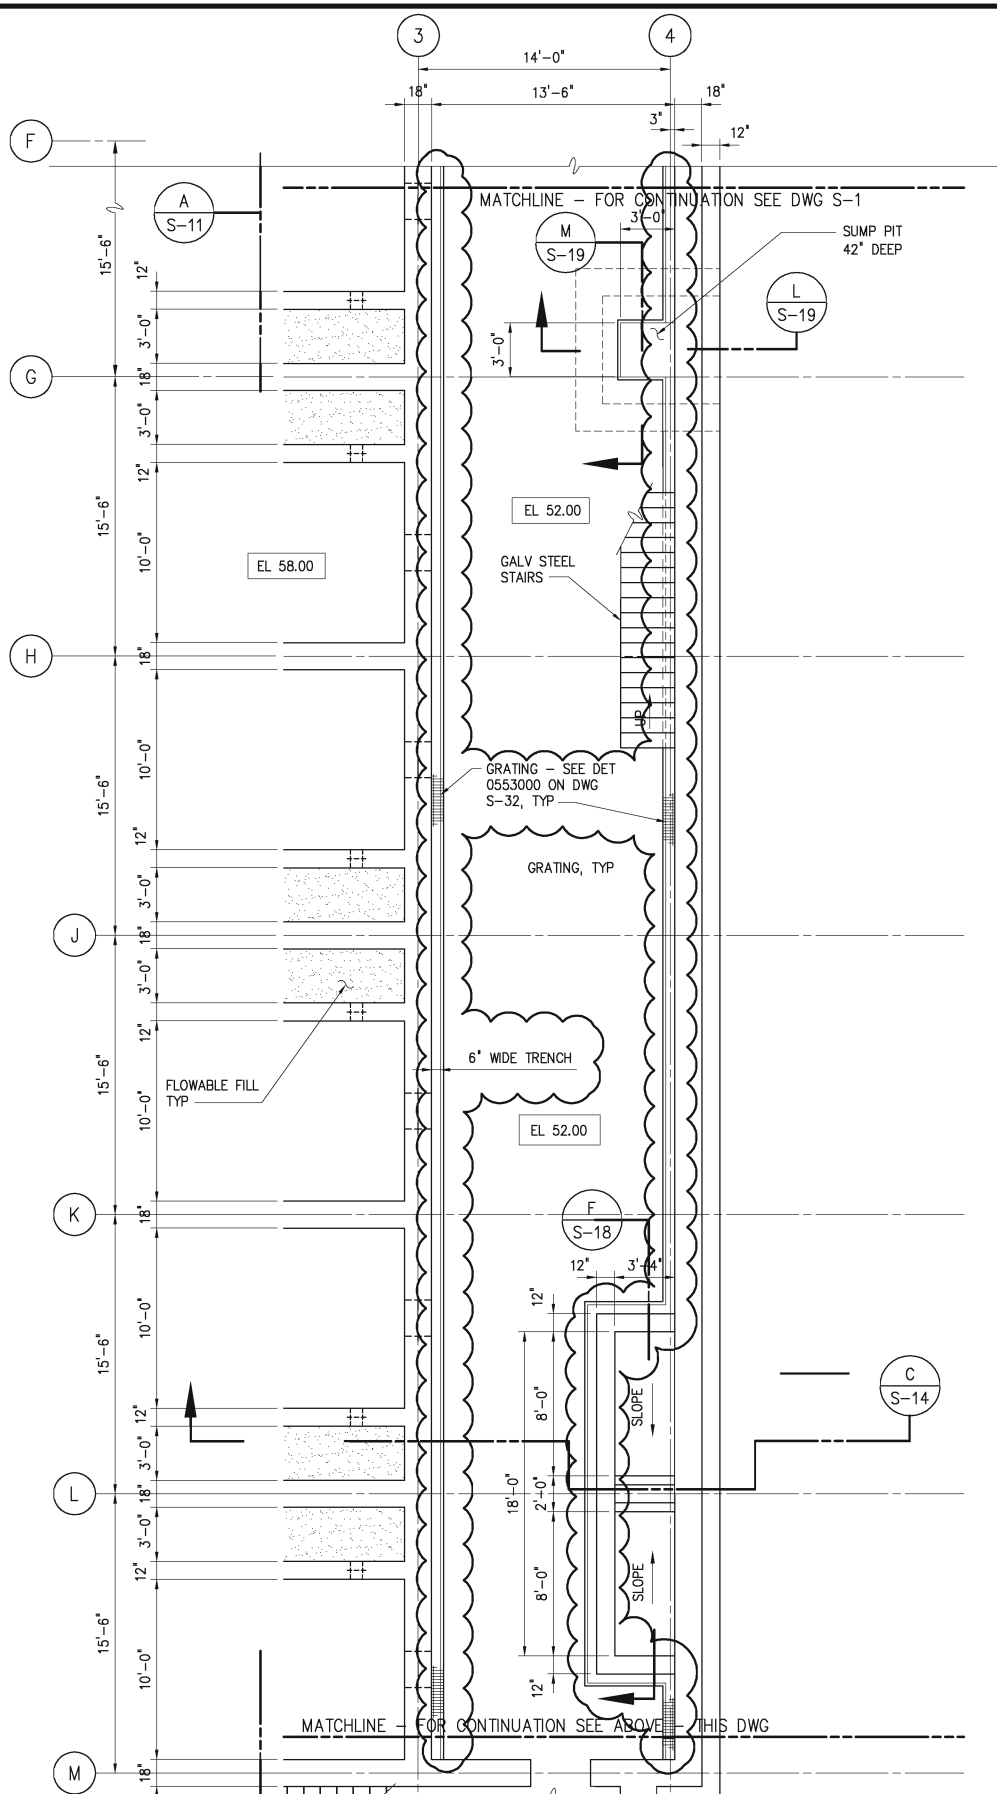 3
4
14'-0"
18"
13'-6"
18"
3"
12"
F
MATCHLINE - FOR CONTINUATION SEE DWG S-1
A
S-11
M
S-19
3'-0"
SUMP PIT
42" DEEP
L
S-19
15'-6"
12"
3'-0"
3'-0"
G
18"
3'-0"
12"
EL 52.00
15'-6"
10'-0"
EL 58.00
GALV STEEL
STAIRS
H
18"
UP
15'-6"
10'-0"
GRATING - SEE DET
0553000 ON DWG
S-32, TYP
12"
GRATING, TYP
3'-0"
J
18"
3'-0"
12"
6" WIDE TRENCH
FLOWABLE FILL
TYP
15'-6"
10'-0"
EL 52.00
K
18"
F
S-18
12"
3'-4"
12"
15'-6"
10'-0"
C
S-14
8'-0"
SLOPE
12"
3'-0"
L
18"
18'-0"
2'-0"
3'-0"
12"
8'-0"
SLOPE
15'-6"
10'-0"
12"
MATCHLINE - FOR CONTINUATION SEE ABOVE - THIS DWG
M
18"